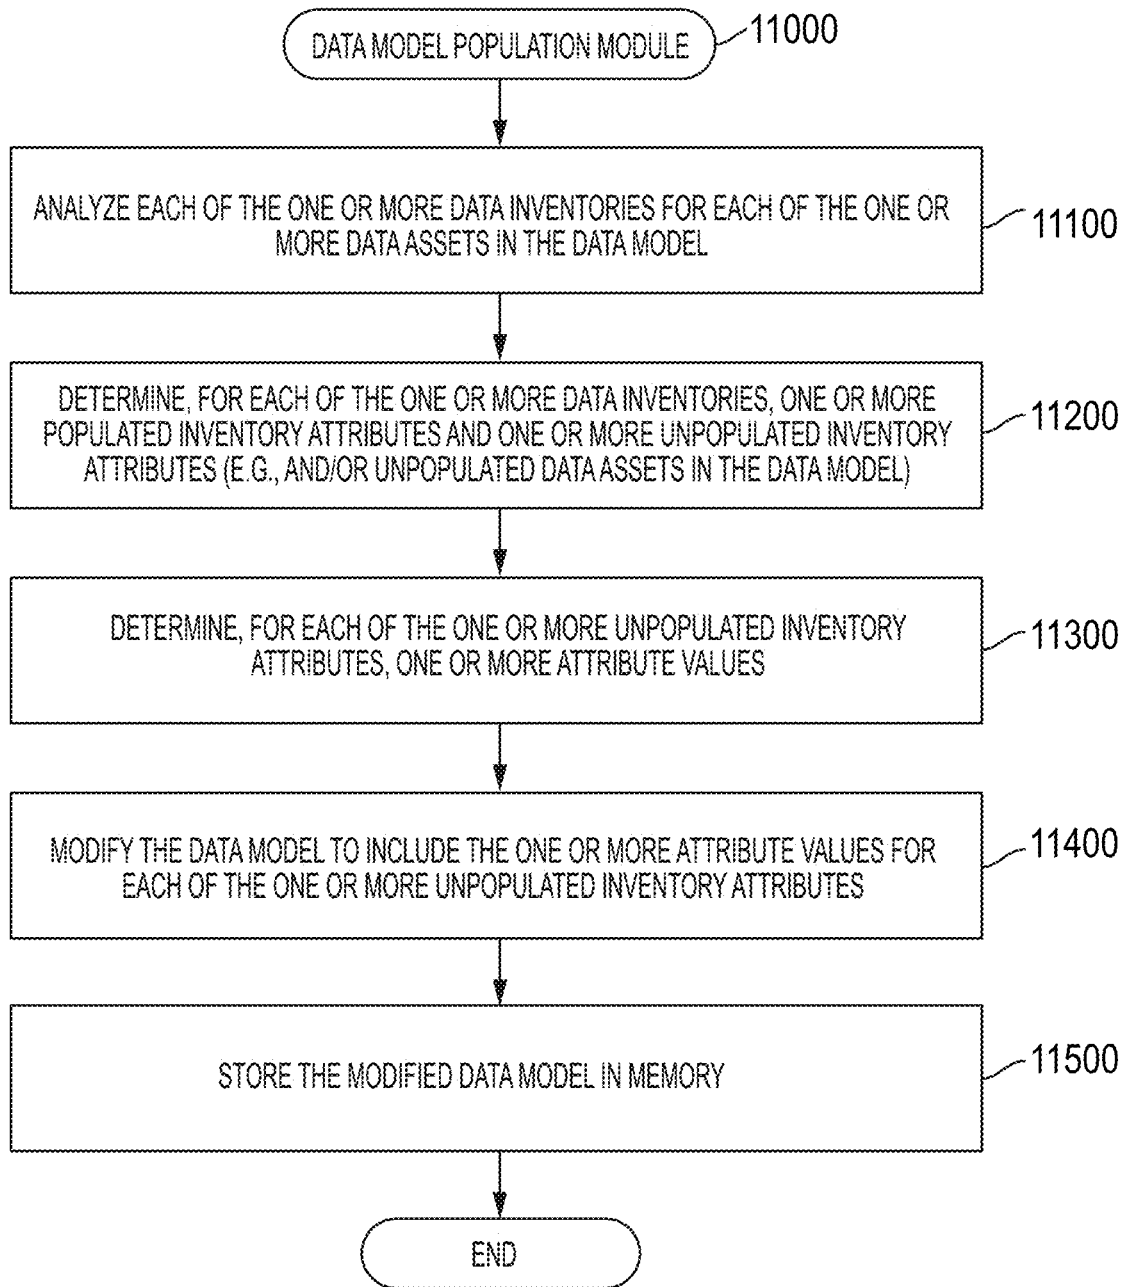 DATA MODEL POPULATION MODULE
11000
ANALYZE EACH OF THE ONE OR MORE DATA INVENTORIES FOR EACH OF THE ONE OR
MORE DATA ASSETS IN THE DATA MODEL
11100
DETERMINE, FOR EACH OF THE ONE OR MORE DATA INVENTORIES, ONE OR MORE
POPULATED INVENTORY ATTRIBUTES AND ONE OR MORE UNPOPULATED INVENTORY
ATTRIBUTES (E.G., AND/OR UNPOPULATED DATA ASSETS IN THE DATA MODEL)
11200
DETERMINE, FOR EACH OF THE ONE OR MORE UNPOPULATED INVENTORY
ATTRIBUTES, ONE OR MORE ATTRIBUTE VALUES
11300
MODIFY THE DATA MODEL TO INCLUDE THE ONE OR MORE ATTRIBUTE VALUES FOR
EACH OF THE ONE OR MORE UNPOPULATED INVENTORY ATTRIBUTES
11400
STORE THE MODIFIED DATA MODEL IN MEMORY
11500
END